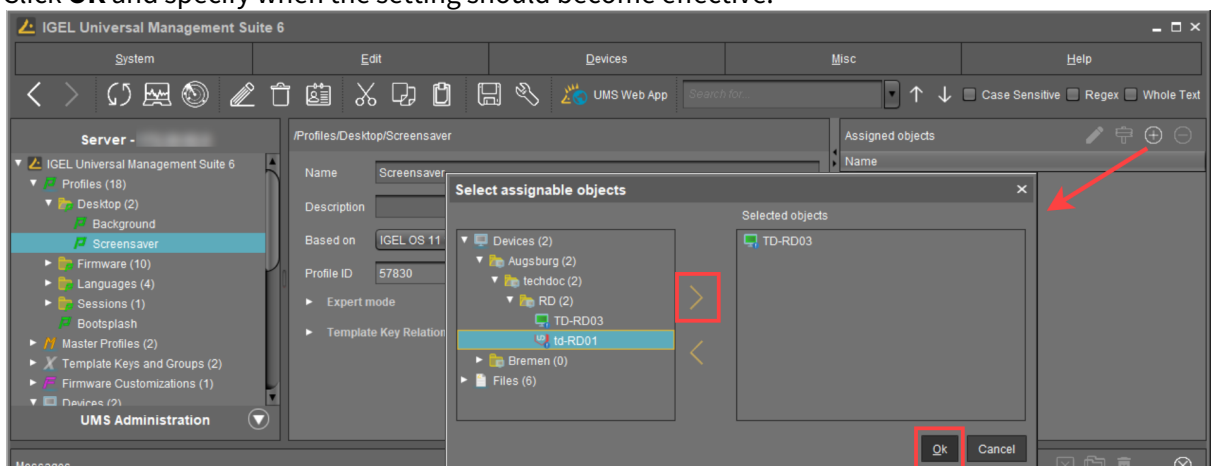 Click OK and specify when the setting should become effective.
IGEL Universal Management Suite 6
System Edit Devices Misc Help
UMS Web App Search for... Case Sensitive Regex Whole Text
Server -
/Profiles/Desktop/Screensaver
Assigned objects
Name
IGEL Universal Management Suite 6
Profiles (18)
Desktop (2)
Background
Screensaver
Firmware (10)
Languages (4)
Sessions (1)
Bootsplash
Master Profiles (2)
Template Keys and Groups (2)
Firmware Customizations (1)
Devices (2)
UMS Administration
Name Screensaver
Description
Based on IGEL OS 11
Profile ID 57830
Expert mode
Template Key Relation
Select assignable objects
Selected objects
Devices (2)
Augsburg (2)
techdoc (2)
RD (2)
TD-RD03
td-RD01
Bremen (0)
Files (6)
TD-RD03
Ok Cancel
Messages